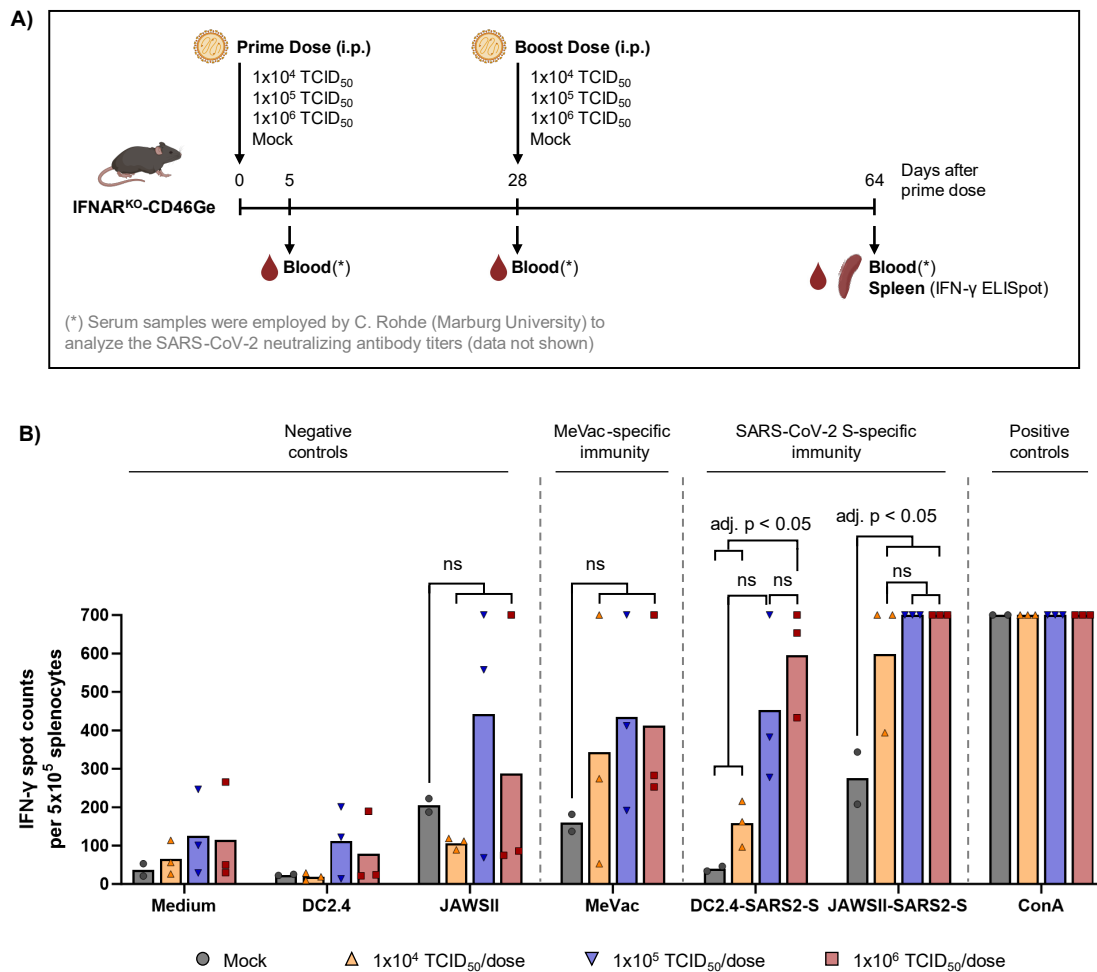 A)
Prime Dose (i.p.)
1x10⁴ TCID₅₀
1x10⁵ TCID₅₀
1x10⁶ TCID₅₀
Mock
Boost Dose (i.p.)
1x10⁴ TCID₅₀
1x10⁵ TCID₅₀
1x10⁶ TCID₅₀
Mock
IFNARᴷᴼ-CD46Ge
0 5 28 64
Days after
prime dose
Blood(*)
Blood(*)
Blood(*)
Spleen (IFN-γ ELISpot)
(*) Serum samples were employed by C. Rohde (Marburg University) to
analyze the SARS-CoV-2 neutralizing antibody titers (data not shown)
B)
Negative
controls
MeVac-specific
immunity
SARS-CoV-2 S-specific
immunity
Positive
controls
adj. p < 0.05
adj. p < 0.05
ns
ns
ns
ns
ns
IFN-γ spot counts
per 5x10⁵ splenocytes
700
600
500
400
300
200
100
0
Medium DC2.4 JAWSII MeVac DC2.4-SARS2-S JAWSII-SARS2-S ConA
Mock 1x10⁴ TCID₅₀/dose 1x10⁵ TCID₅₀/dose 1x10⁶ TCID₅₀/dose